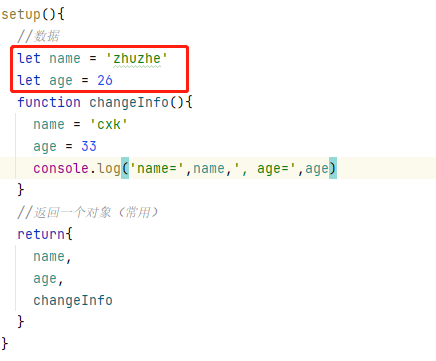 setup(){
  //数据
  let name = 'zhuzhe'
  let age = 26
  function changeInfo(){
    name = 'cxk'
    age = 33
    console.log('name=',name,', age=',age)
  }
  //返回一个对象（常用）
  return{
    name,
    age,
    changeInfo
  }
}